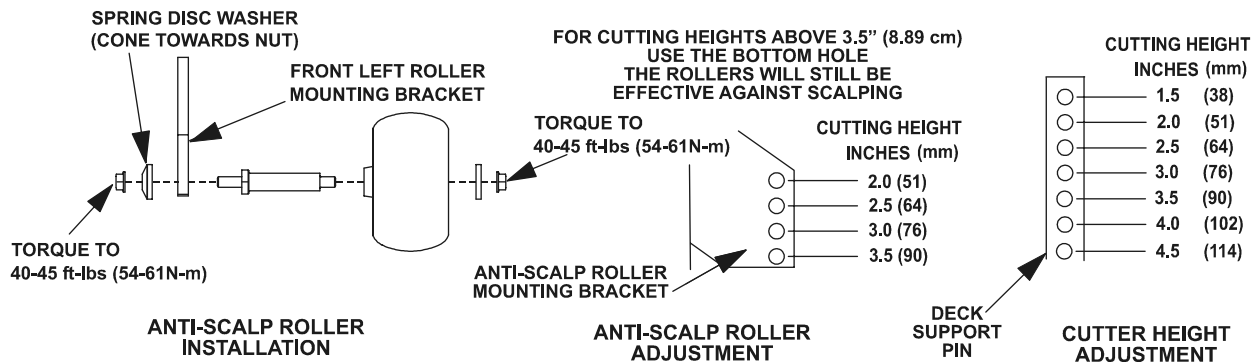 SPRING DISC WASHER
(CONE TOWARDS NUT)
FRONT LEFT ROLLER
MOUNTING BRACKET
TORQUE TO
40-45 ft-lbs (54-61N-m)
TORQUE TO
40-45 ft-lbs (54-61N-m)
ANTI-SCALP ROLLER
INSTALLATION
FOR CUTTING HEIGHTS ABOVE 3.5” (8.89 cm)
USE THE BOTTOM HOLE
THE ROLLERS WILL STILL BE
EFFECTIVE AGAINST SCALPING
CUTTING HEIGHT
INCHES (mm)
2.0 (51)
2.5 (64)
3.0 (76)
3.5 (90)
ANTI-SCALP ROLLER
MOUNTING BRACKET
ANTI-SCALP ROLLER
ADJUSTMENT
CUTTING HEIGHT
INCHES (mm)
1.5 (38)
2.0 (51)
2.5 (64)
3.0 (76)
3.5 (90)
4.0 (102)
4.5 (114)
DECK
SUPPORT
PIN
CUTTER HEIGHT
ADJUSTMENT